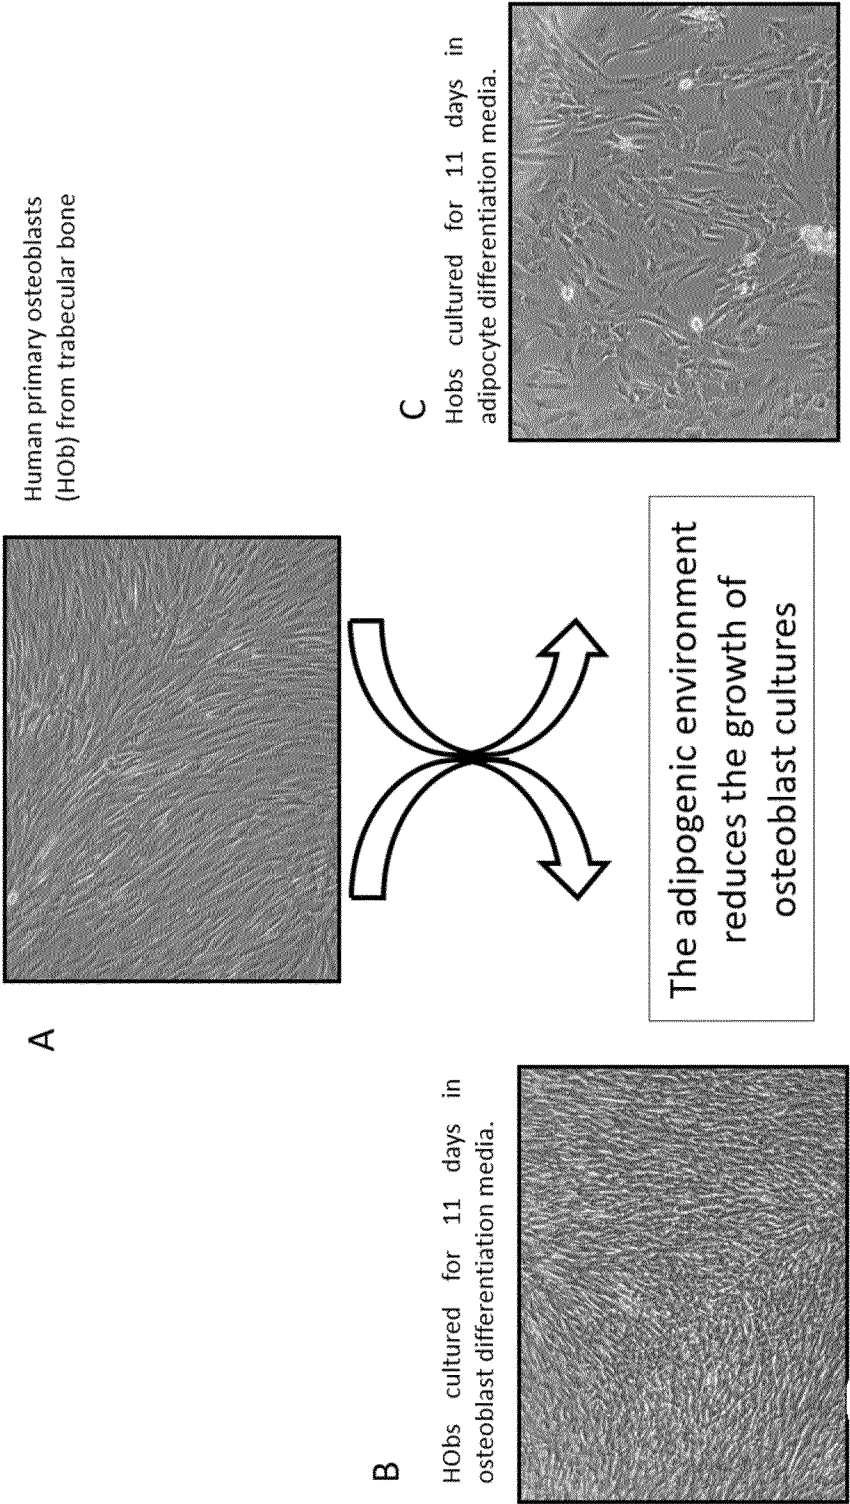 A
Human primary osteoblasts
(HOb) from trabecular bone
B
HObs cultured for 11 days in
osteoblast differentiation media.
C
Hobs cultured for 11 days in
adipocyte differentiation media.
The adipogenic environment
reduces the growth of
osteoblast cultures